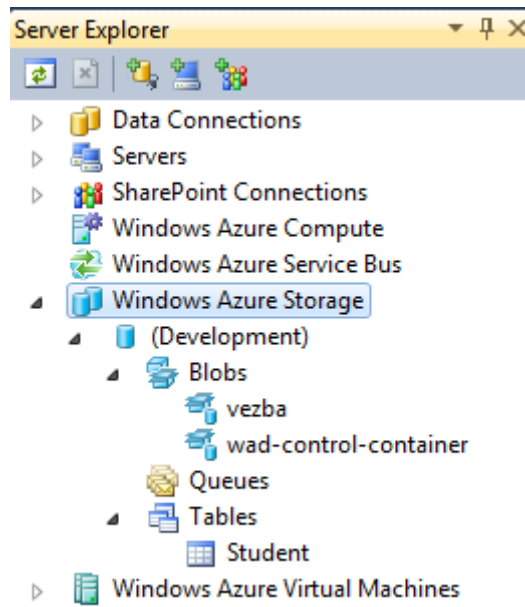 Server Explorer
Data Connections
Servers
SharePoint Connections
Windows Azure Compute
Windows Azure Service Bus
Windows Azure Storage
(Development)
Blobs
vezba
wad-control-container
Queues
Tables
Student
Windows Azure Virtual Machines